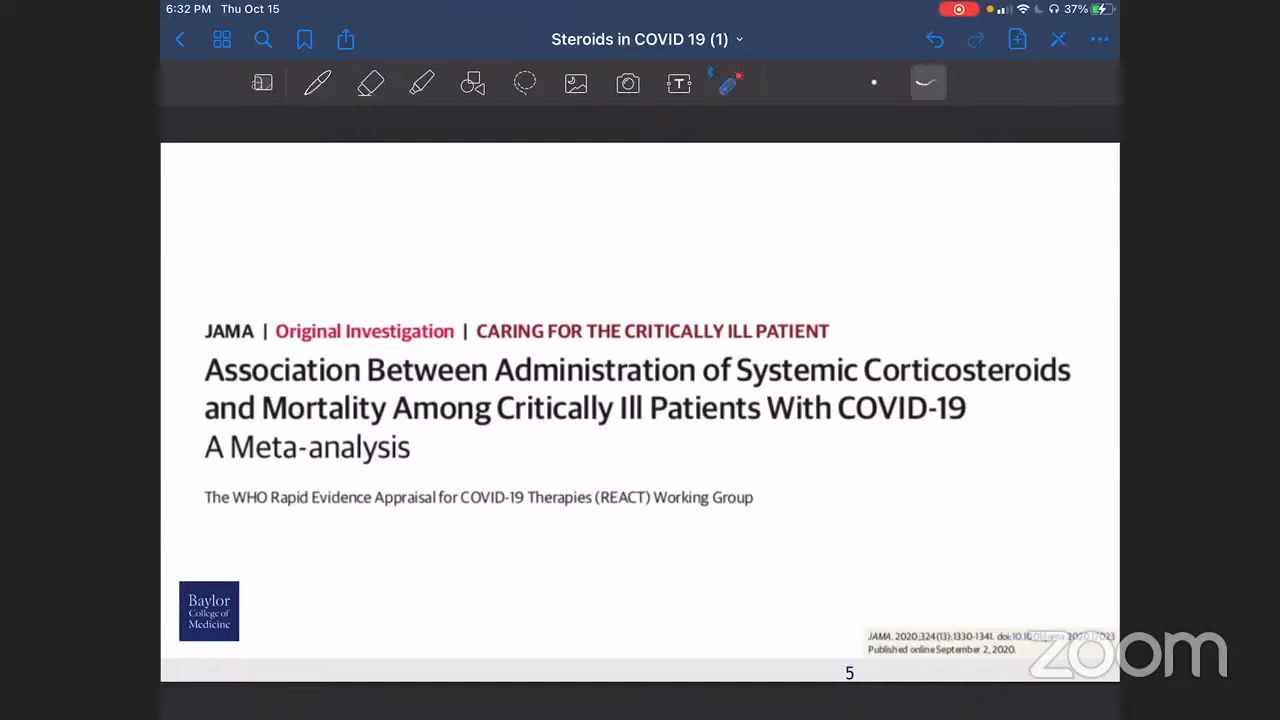 6:32 PM Thu Oct 15
37%
Steroids in COVID 19 (1)
T
JAMA | Original Investigation | CARING FOR THE CRITICALLY ILL PATIENT
Association Between Administration of Systemic Corticosteroids
and Mortality Among Critically Ill Patients With COVID-19
A Meta-analysis
The WHO Rapid Evidence Appraisal for COVID-19 Therapies (REACT) Working Group
Baylor
College of
Medicine
JAMA. 2020;324(13):1330-1341.
Published online September 2, 2020.
zoom
5